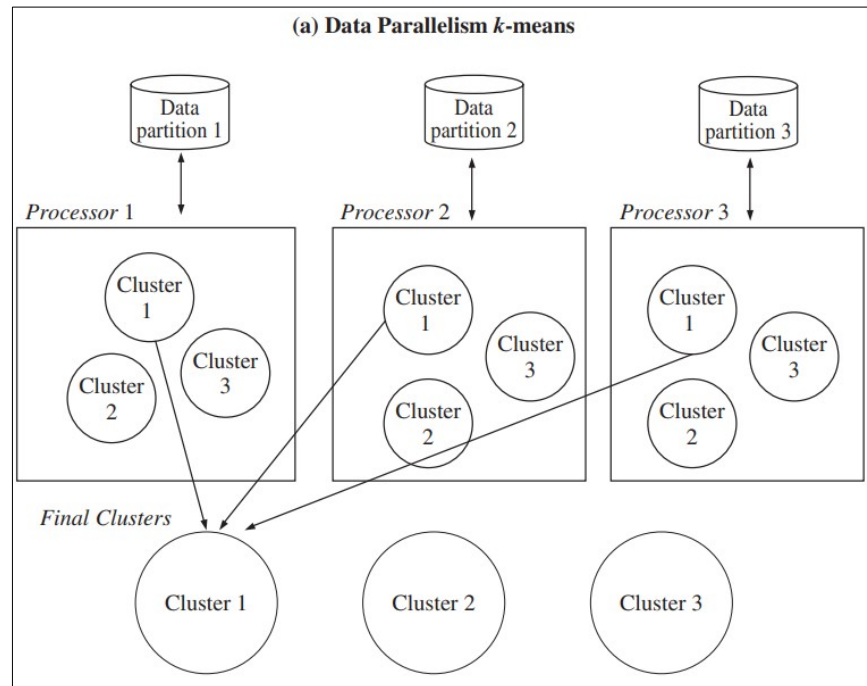 (a) Data Parallelism k-means
Data
partition 1
Data
partition 2
Data
partition 3
Processor 1
Processor 2
Processor 3
Cluster
1
Cluster
2
Cluster
3
Cluster
1
Cluster
3
Cluster
2
Cluster
1
Cluster
3
Cluster
2
Final Clusters
Cluster 1
Cluster 2
Cluster 3